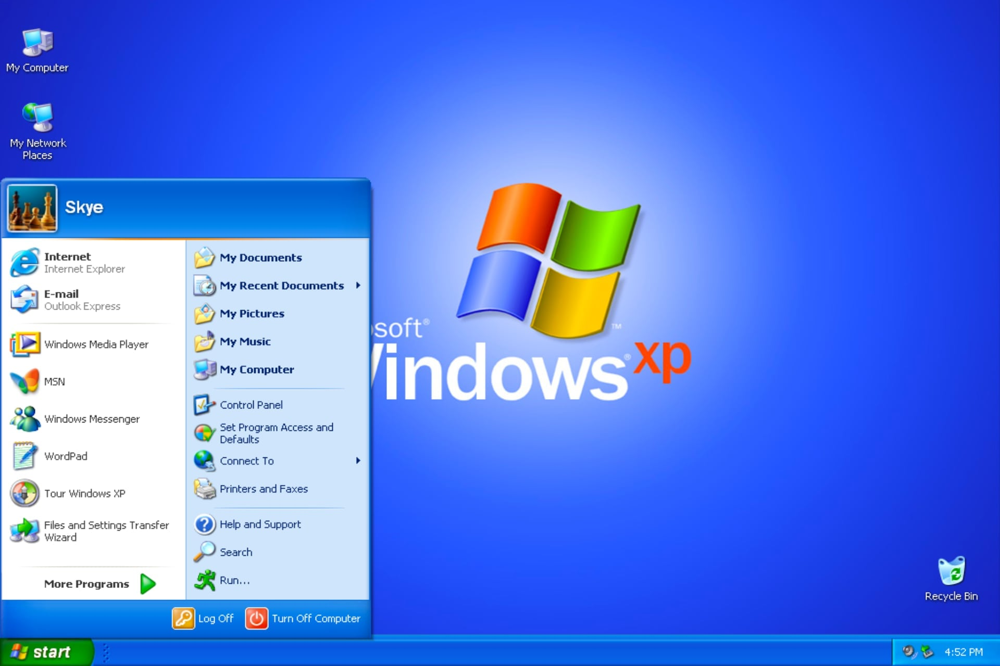 My Computer
My Network
Places
Skye
Internet
Internet Explorer
E-mail
Outlook Express
Windows Media Player
MSN
Windows Messenger
WordPad
Tour Windows XP
Files and Settings Transfer
Wizard
More Programs
My Documents
My Recent Documents
My Pictures
My Music
My Computer
Control Panel
Set Program Access and
Defaults
Connect To
Printers and Faxes
Help and Support
Search
Run...
Log Off
Turn Off Computer
osoft®
Windows® xp
™
Recycle Bin
start
4:52 PM